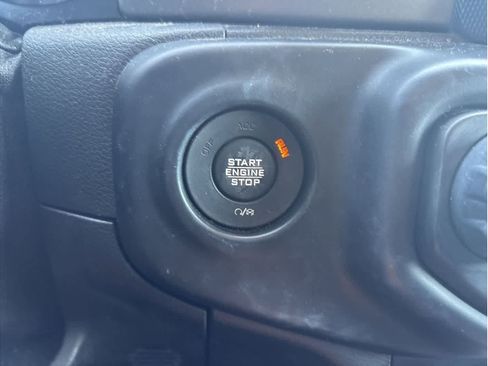 OFF ACC RUN
START
ENGINE
STOP